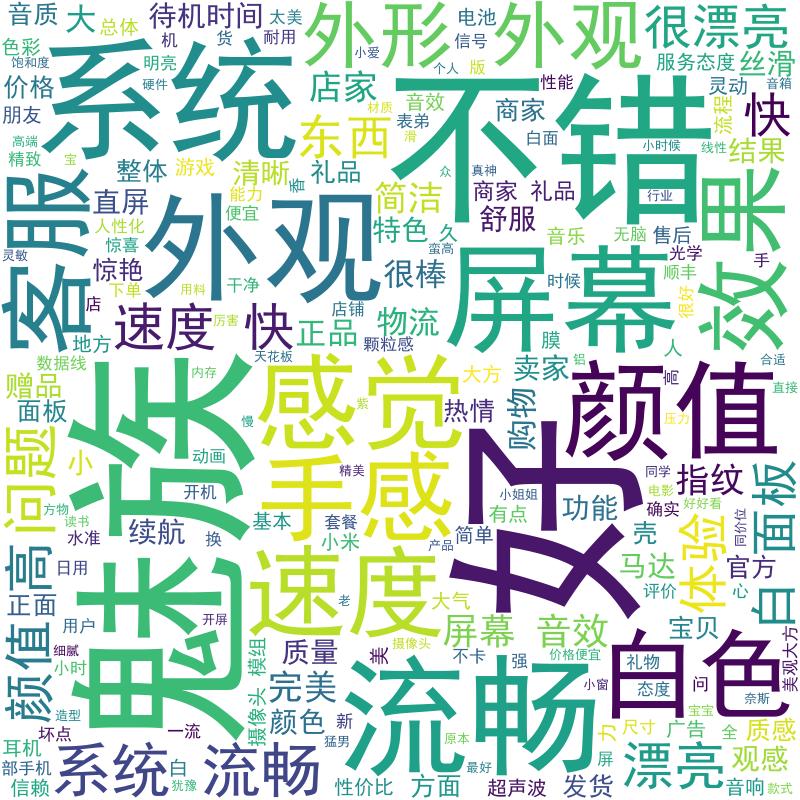 音质
大
太美
总体
待机时间
外形
电池
信号
外观
很漂亮
色彩
饱和度
明亮
机
货
耐用
小爱
个人
版
服务态度
丝滑
价格
系统
店家
不错
性能
灵动
音箱
朋友
硬件
材质
音效
商家
快
高端
精致
宝
东西
表弟
滑
白面
流程
小时候
线性
结果
客服
整体
游戏
清晰
礼品
众
真神
行业
效果
直屏
能力
香
简洁
商家
礼品
人性化
便宜
外观
特色
久
舒服
音乐
无脑
售后
灵敏
惊喜
惊艳
蛮高
很棒
屏幕
光学
手
干净
时候
顺丰
店
下单
用料
店铺
很好
速度
厉害
快
正品
物流
地方
颗粒感
膜
人
数据线
天花板
卖家
铝
合适
赠品
魅族
内存
感觉
大方
颜值
高
直接
面板
紫
热情
购物
慢
压力
问题
小
动画
手感
精美
好
同学
指纹
面板
方物
读书
开机
小姐姐
电影
好好看
水准
续航
换
基本
套餐
小米
有点
功能
确实
同价位
颜值高
日用
速度
产品
简单
壳
体验
正面
马达
官方
白
用户
开屏
老
大气
评价
心
细腻
小时
摄像头
模组
质量
美
摄像头
屏幕
音效
宝贝
不卡
强
价格便宜
礼物
白色
美观大方
造型
完美
流畅
小窗
态度
问
奈斯
坏点
一流
颜色
新
力
尺寸
宝宝
广告
全
质感
耳机
猛男
原本
部手机
系统
白
流畅
最好
屏
漂亮
观感
信赖
犹豫
性价比
方面
超声波
发货
音响
款式